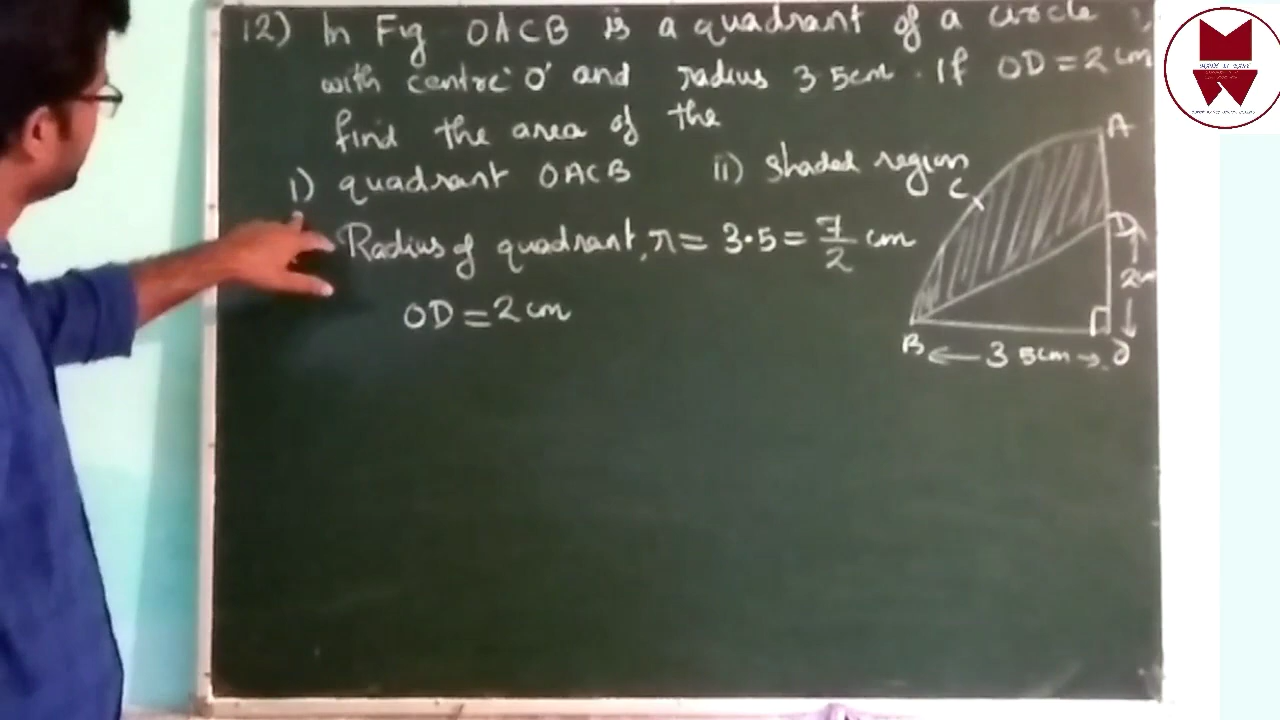 12) In Fig OACB is a quadrant of a circle
with centre 'O' and radius 3.5cm. If OD=2cm
find the area of the
i) quadrant OACB ii) shaded region
Radius of quadrant, r = 3.5 = 7/2 cm
OD = 2 cm
A
C
D
2cm
B
3 5cm
O